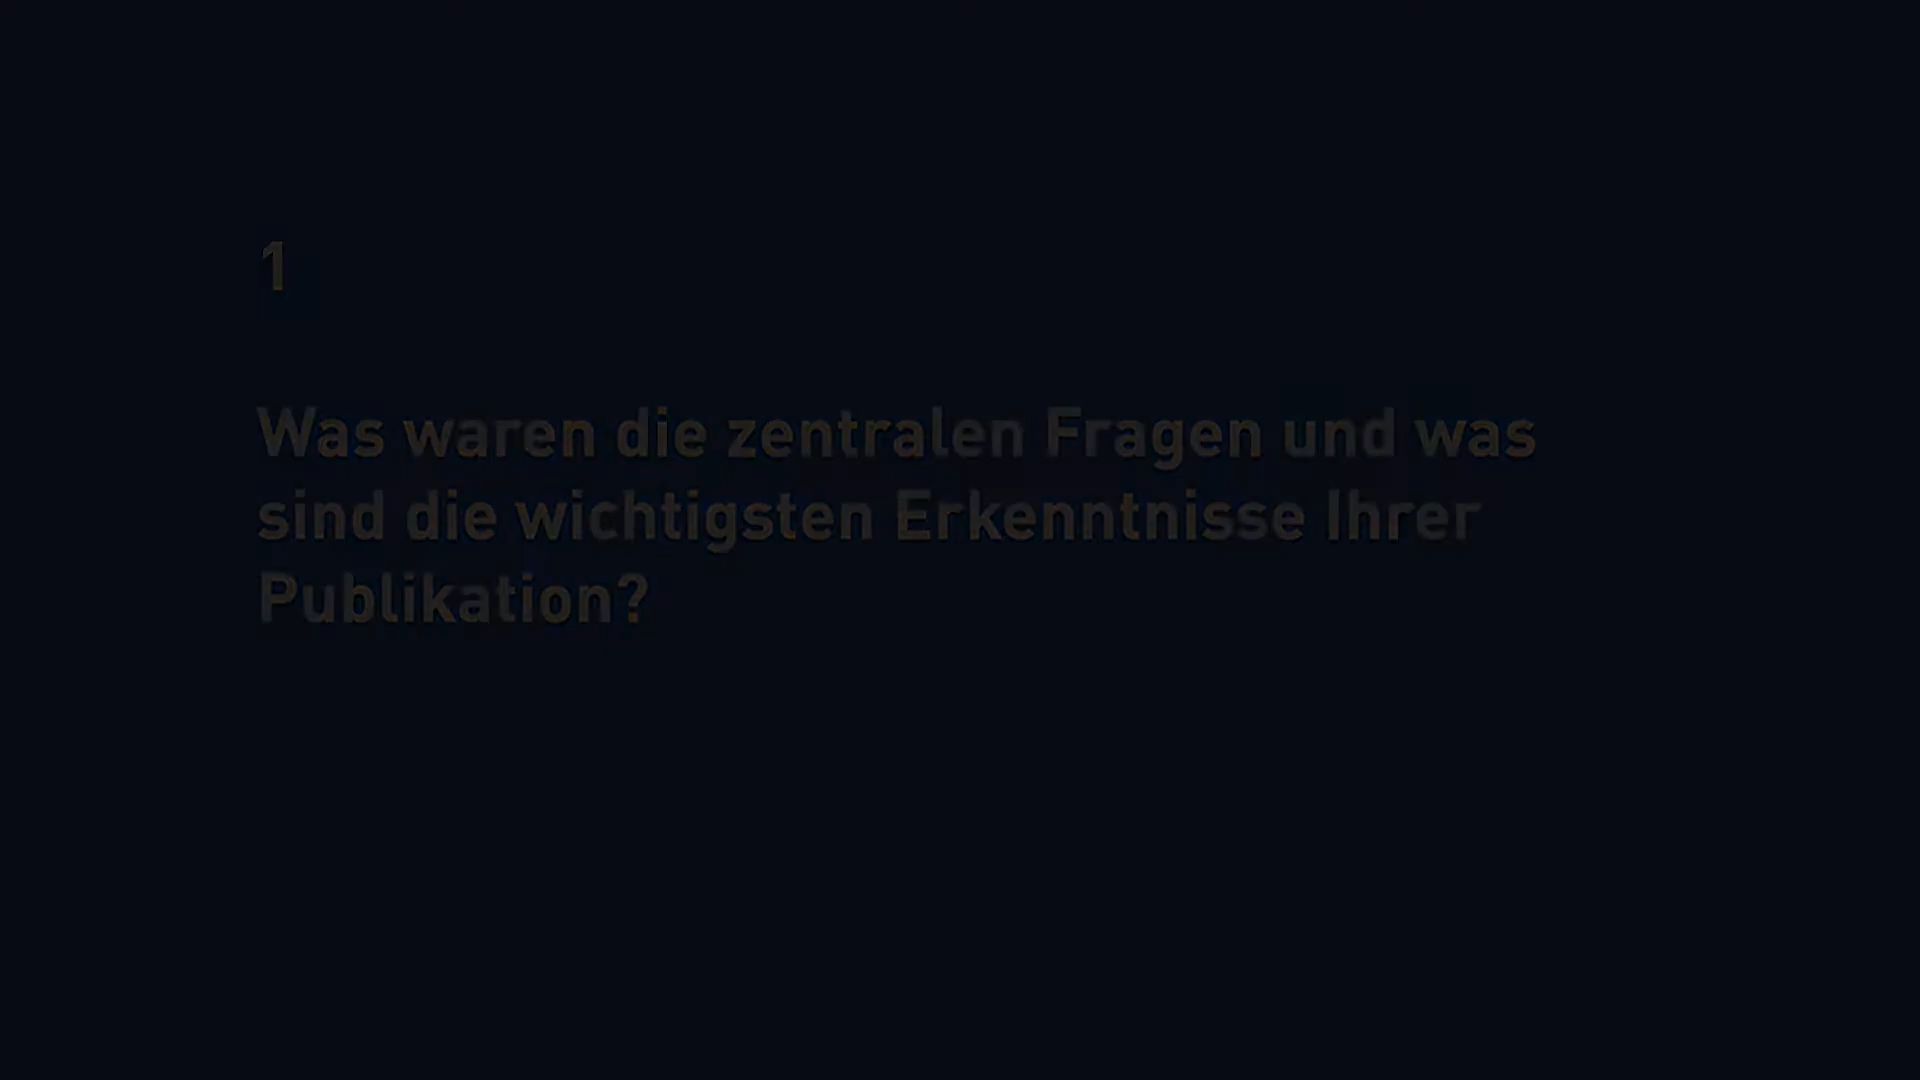 1
Was waren die zentralen Fragen und was
sind die wichtigsten Erkenntnisse Ihrer
Publikation?